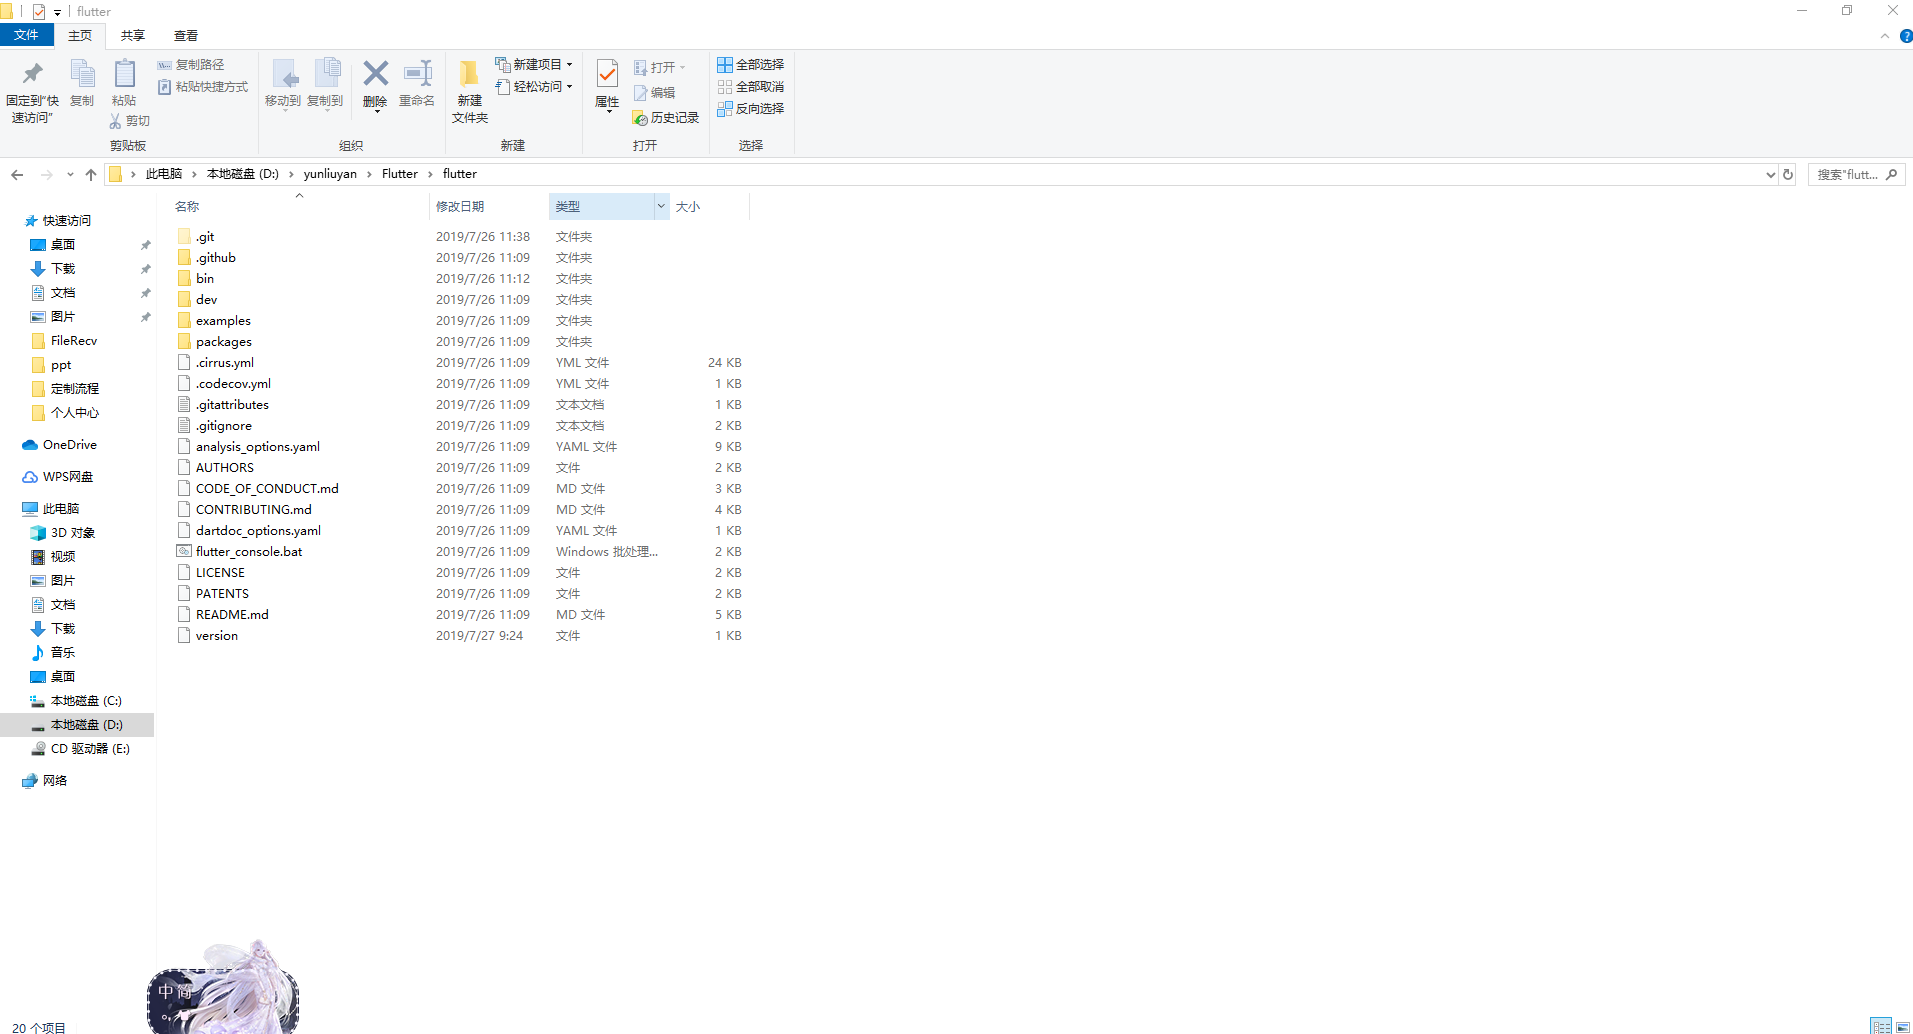 flutter
文件 主页 共享 查看
固定到"快速访问"
复制
粘贴
复制路径
粘贴快捷方式
剪切
剪贴板
移动到
复制到
删除
重命名
组织
新建文件夹
新建项目
轻松访问
新建
属性
打开
编辑
历史记录
打开
全部选择
全部取消
反向选择
选择
此电脑 › 本地磁盘 (D:) › yunliuyan › Flutter › flutter
搜索"flutt...
名称 修改日期 类型 大小
.git 2019/7/26 11:38 文件夹
.github 2019/7/26 11:09 文件夹
bin 2019/7/26 11:12 文件夹
dev 2019/7/26 11:09 文件夹
examples 2019/7/26 11:09 文件夹
packages 2019/7/26 11:09 文件夹
.cirrus.yml 2019/7/26 11:09 YML 文件 24 KB
.codecov.yml 2019/7/26 11:09 YML 文件 1 KB
.gitattributes 2019/7/26 11:09 文本文档 1 KB
.gitignore 2019/7/26 11:09 文本文档 2 KB
analysis_options.yaml 2019/7/26 11:09 YAML 文件 9 KB
AUTHORS 2019/7/26 11:09 文件 2 KB
CODE_OF_CONDUCT.md 2019/7/26 11:09 MD 文件 3 KB
CONTRIBUTING.md 2019/7/26 11:09 MD 文件 4 KB
dartdoc_options.yaml 2019/7/26 11:09 YAML 文件 1 KB
flutter_console.bat 2019/7/26 11:09 Windows 批处理... 2 KB
LICENSE 2019/7/26 11:09 文件 2 KB
PATENTS 2019/7/26 11:09 文件 2 KB
README.md 2019/7/26 11:09 MD 文件 5 KB
version 2019/7/27 9:24 文件 1 KB
快速访问
桌面
下载
文档
图片
FileRecv
ppt
定制流程
个人中心
OneDrive
WPS网盘
此电脑
3D 对象
视频
图片
文档
下载
音乐
桌面
本地磁盘 (C:)
本地磁盘 (D:)
CD 驱动器 (E:)
网络
中 简
20 个项目